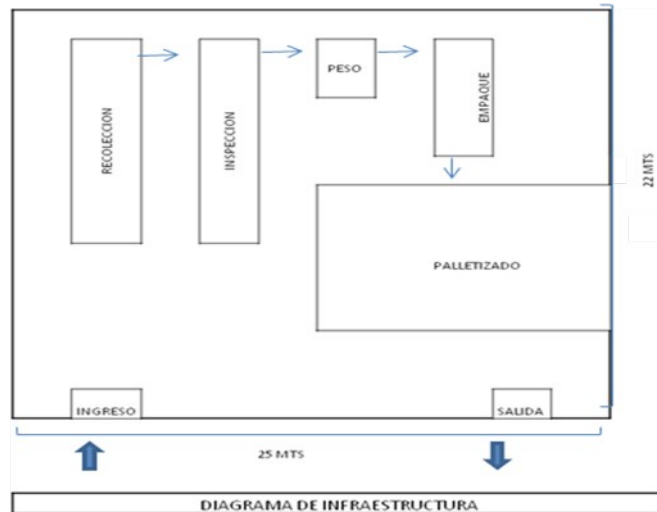 RECOLECCION
INSPECCION
PESO
EMPAQUE
22 MTS
PALLETIZADO
INGRESO
SALIDA
25 MTS
DIAGRAMA DE INFRAESTRUCTURA